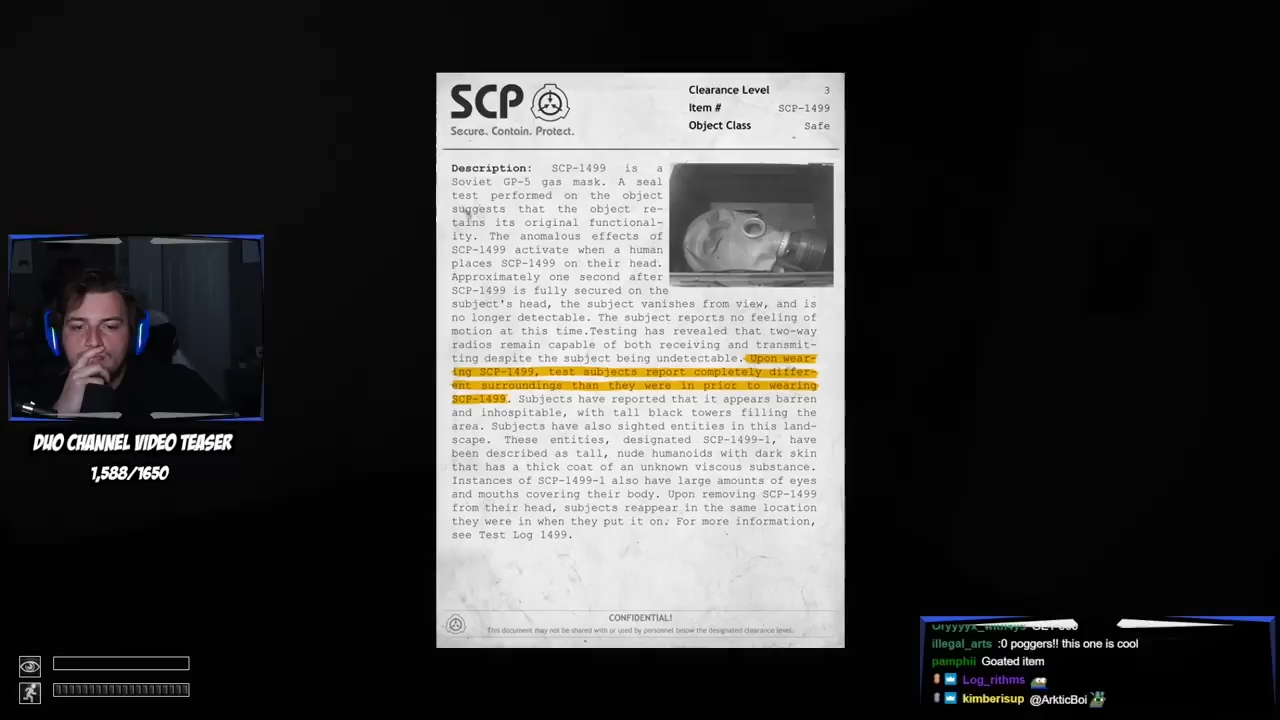 SCP
Secure. Contain. Protect.
Clearance Level 3
Item # SCP-1499
Object Class Safe
Description: SCP-1499 is a
Soviet GP-5 gas mask. A seal
test performed on the object
suggests that the object re-
tains its original functional-
ity. The anomalous effects of
SCP-1499 activate when a human
places SCP-1499 on their head.
Approximately one second after
SCP-1499 is fully secured on the
subject's head, the subject vanishes from view, and is
no longer detectable. The subject reports no feeling of
motion at this time.Testing has revealed that two-way
radios remain capable of both receiving and transmit-
ting despite the subject being undetectable. Upon wear-
ing SCP-1499, test subjects report completely differ-
ent surroundings than they were in prior to wearing
SCP-1499. Subjects have reported that it appears barren
and inhospitable, with tall black towers filling the
area. Subjects have also sighted entities in this land-
scape. These entities, designated SCP-1499-1, have
been described as tall, nude humanoids with dark skin
that has a thick coat of an unknown viscous substance.
Instances of SCP-1499-1 also have large amounts of eyes
and mouths covering their body. Upon removing SCP-1499
from their head, subjects reappear in the same location
they were in when they put it on. For more information,
see Test Log 1499.
CONFIDENTIAL!
This document may not be shared with or used by personnel below the designated clearance level.
DUO CHANNEL VIDEO TEASER
1,588/1650
illegal_arts :0 poggers!! this one is cool
pamphii Goated item
Log_rithms
kimberisup @ArkticBoi